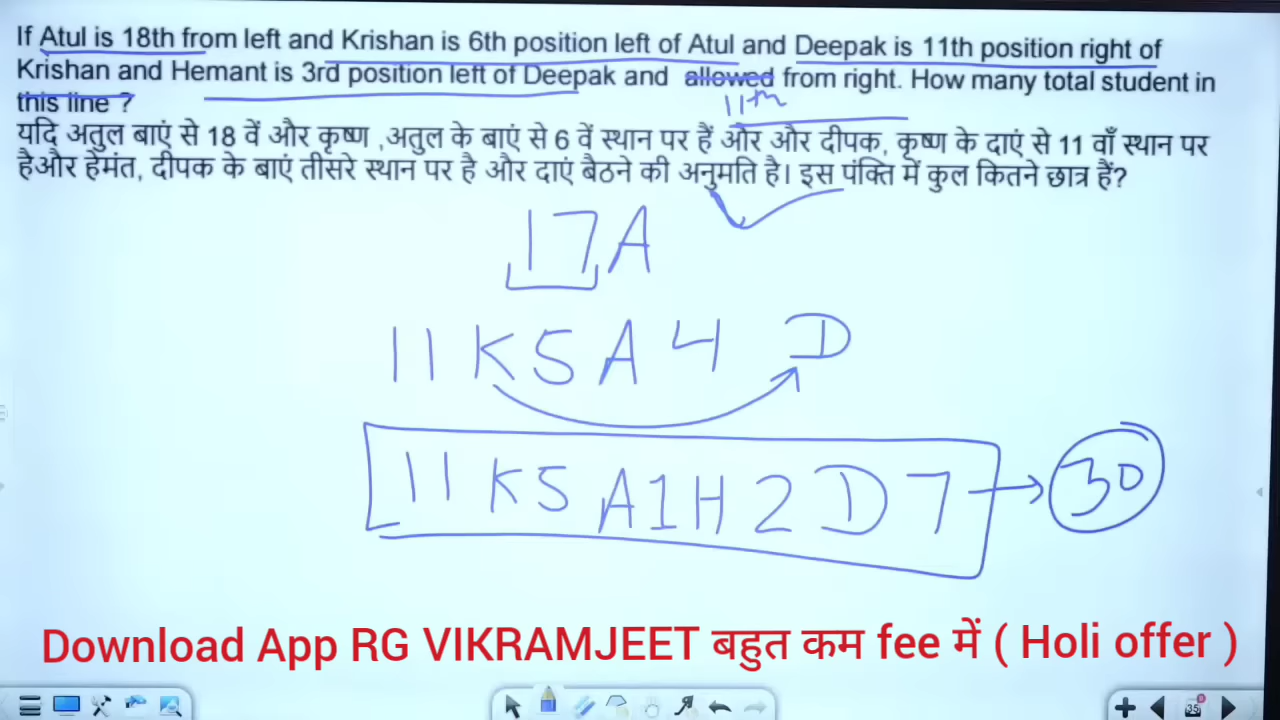 If Atul is 18th from left and Krishan is 6th position left of Atul and Deepak is 11th position right of
Krishan and Hemant is 3rd position left of Deepak and allowed from right. How many total student in
11th
this line ?
यदि अतुल बाएं से 18 वें और कृष्ण ,अतुल के बाएं से 6 वें स्थान पर हैं और और दीपक, कृष्ण के दाएं से 11 वाँ स्थान पर
हैऔर हेमंत, दीपक के बाएं तीसरे स्थान पर है और दाएं बैठने की अनुमति है। इस पंक्ति में कुल कितने छात्र हैं?
17A
11 K 5 A 4 D
11 K 5 A 1 H 2 D 7 → 30
Download App RG VIKRAMJEET बहुत कम fee में ( Holi offer )
35